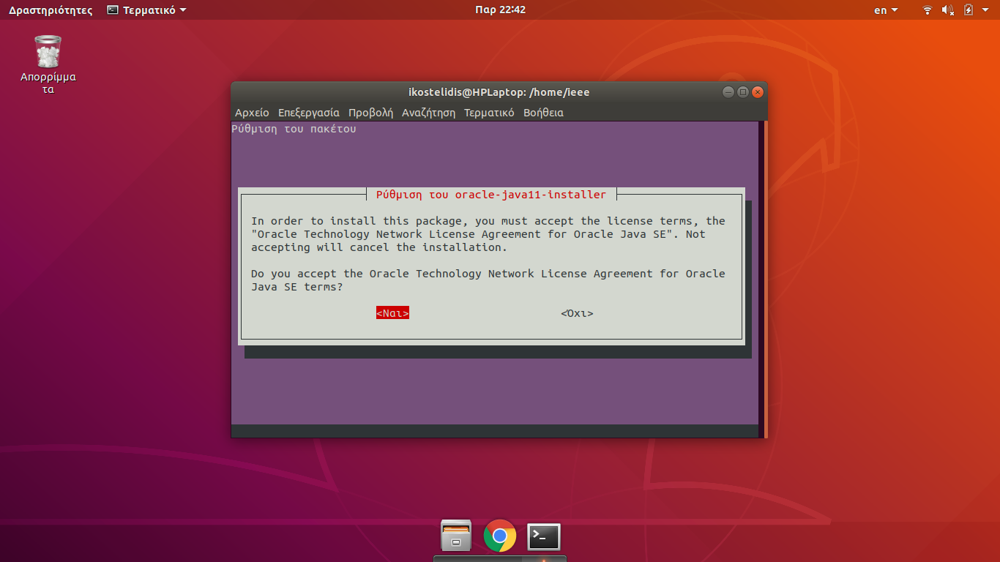 Δραστηριότητες Τερματικό Παρ 22:42 en
Απορρίμμα
τα
ikostelidis@HPLaptop: /home/ieee
Αρχείο Επεξεργασία Προβολή Αναζήτηση Τερματικό Βοήθεια
Ρύθμιση του πακέτου
Ρύθμιση του oracle-java11-installer
In order to install this package, you must accept the license terms, the
"Oracle Technology Network License Agreement for Oracle Java SE". Not
accepting will cancel the installation.
Do you accept the Oracle Technology Network License Agreement for Oracle
Java SE terms?
<Ναι> <Όχι>